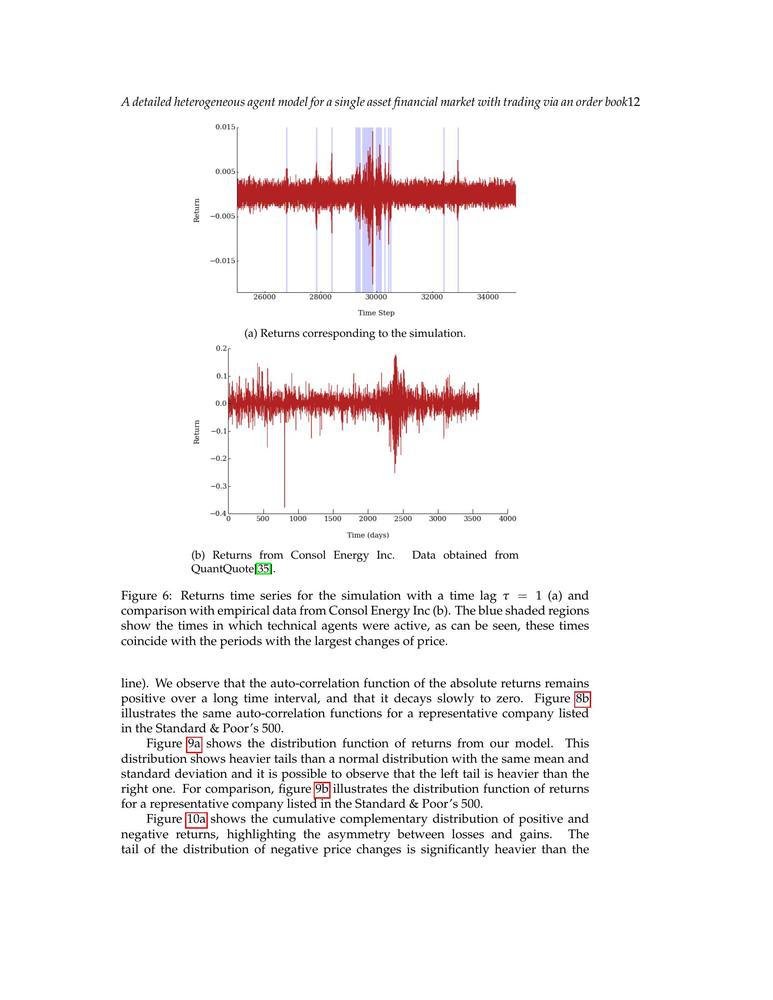 A detailed heterogeneous agent model for a single asset financial market with trading via an order book12
0.015
0.005
−0.005
−0.015
Return
26000 28000 30000 32000 34000
Time Step
(a) Returns corresponding to the simulation.
0.2
0.1
0.0
−0.1
−0.2
−0.3
−0.4
Return
0 500 1000 1500 2000 2500 3000 3500 4000
Time (days)
(b) Returns from Consol Energy Inc. Data obtained from
QuantQuote[35].
Figure 6: Returns time series for the simulation with a time lag τ = 1 (a) and
comparison with empirical data from Consol Energy Inc (b). The blue shaded regions
show the times in which technical agents were active, as can be seen, these times
coincide with the periods with the largest changes of price.
line). We observe that the auto-correlation function of the absolute returns remains
positive over a long time interval, and that it decays slowly to zero. Figure 8b
illustrates the same auto-correlation functions for a representative company listed
in the Standard & Poor's 500.
Figure 9a shows the distribution function of returns from our model. This
distribution shows heavier tails than a normal distribution with the same mean and
standard deviation and it is possible to observe that the left tail is heavier than the
right one. For comparison, figure 9b illustrates the distribution function of returns
for a representative company listed in the Standard & Poor's 500.
Figure 10a shows the cumulative complementary distribution of positive and
negative returns, highlighting the asymmetry between losses and gains. The
tail of the distribution of negative price changes is significantly heavier than the